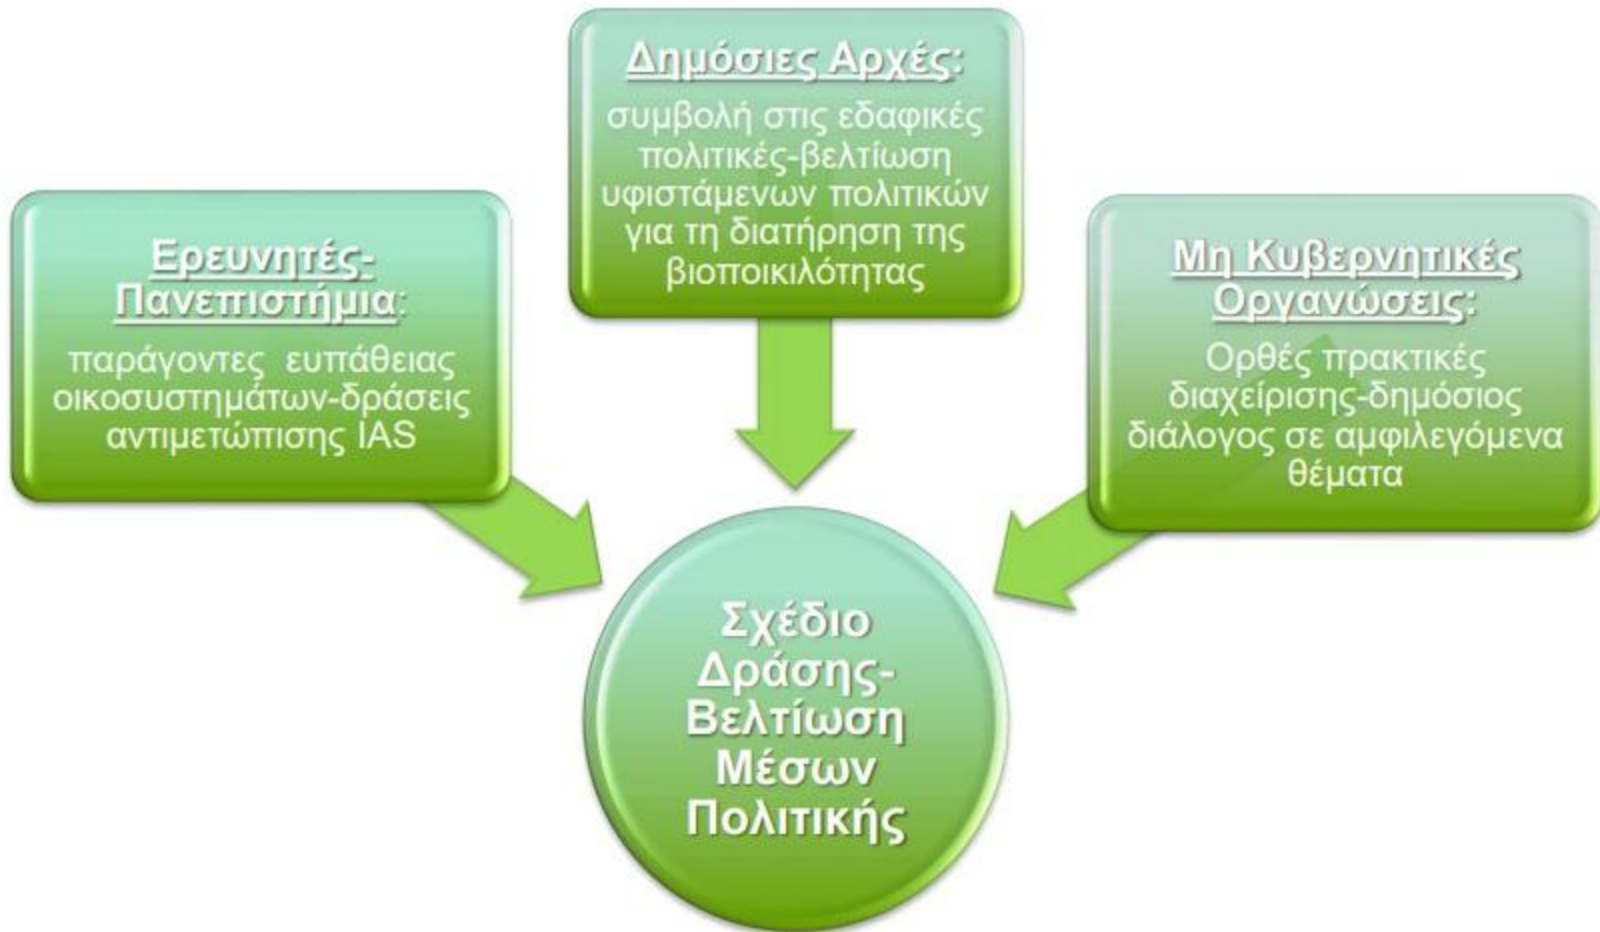 Δημόσιες Αρχές:
συμβολή στις εδαφικές
πολιτικές-βελτίωση
υφιστάμενων πολιτικών
για τη διατήρηση της
βιοποικιλότητας
Ερευνητές-
Πανεπιστήμια:
παράγοντες ευπάθειας
οικοσυστημάτων-δράσεις
αντιμετώπισης IAS
Μη Κυβερνητικές
Οργανώσεις:
Ορθές πρακτικές
διαχείρισης-δημόσιος
διάλογος σε αμφιλεγόμενα
θέματα
Σχέδιο
Δράσης-
Βελτίωση
Μέσων
Πολιτικής